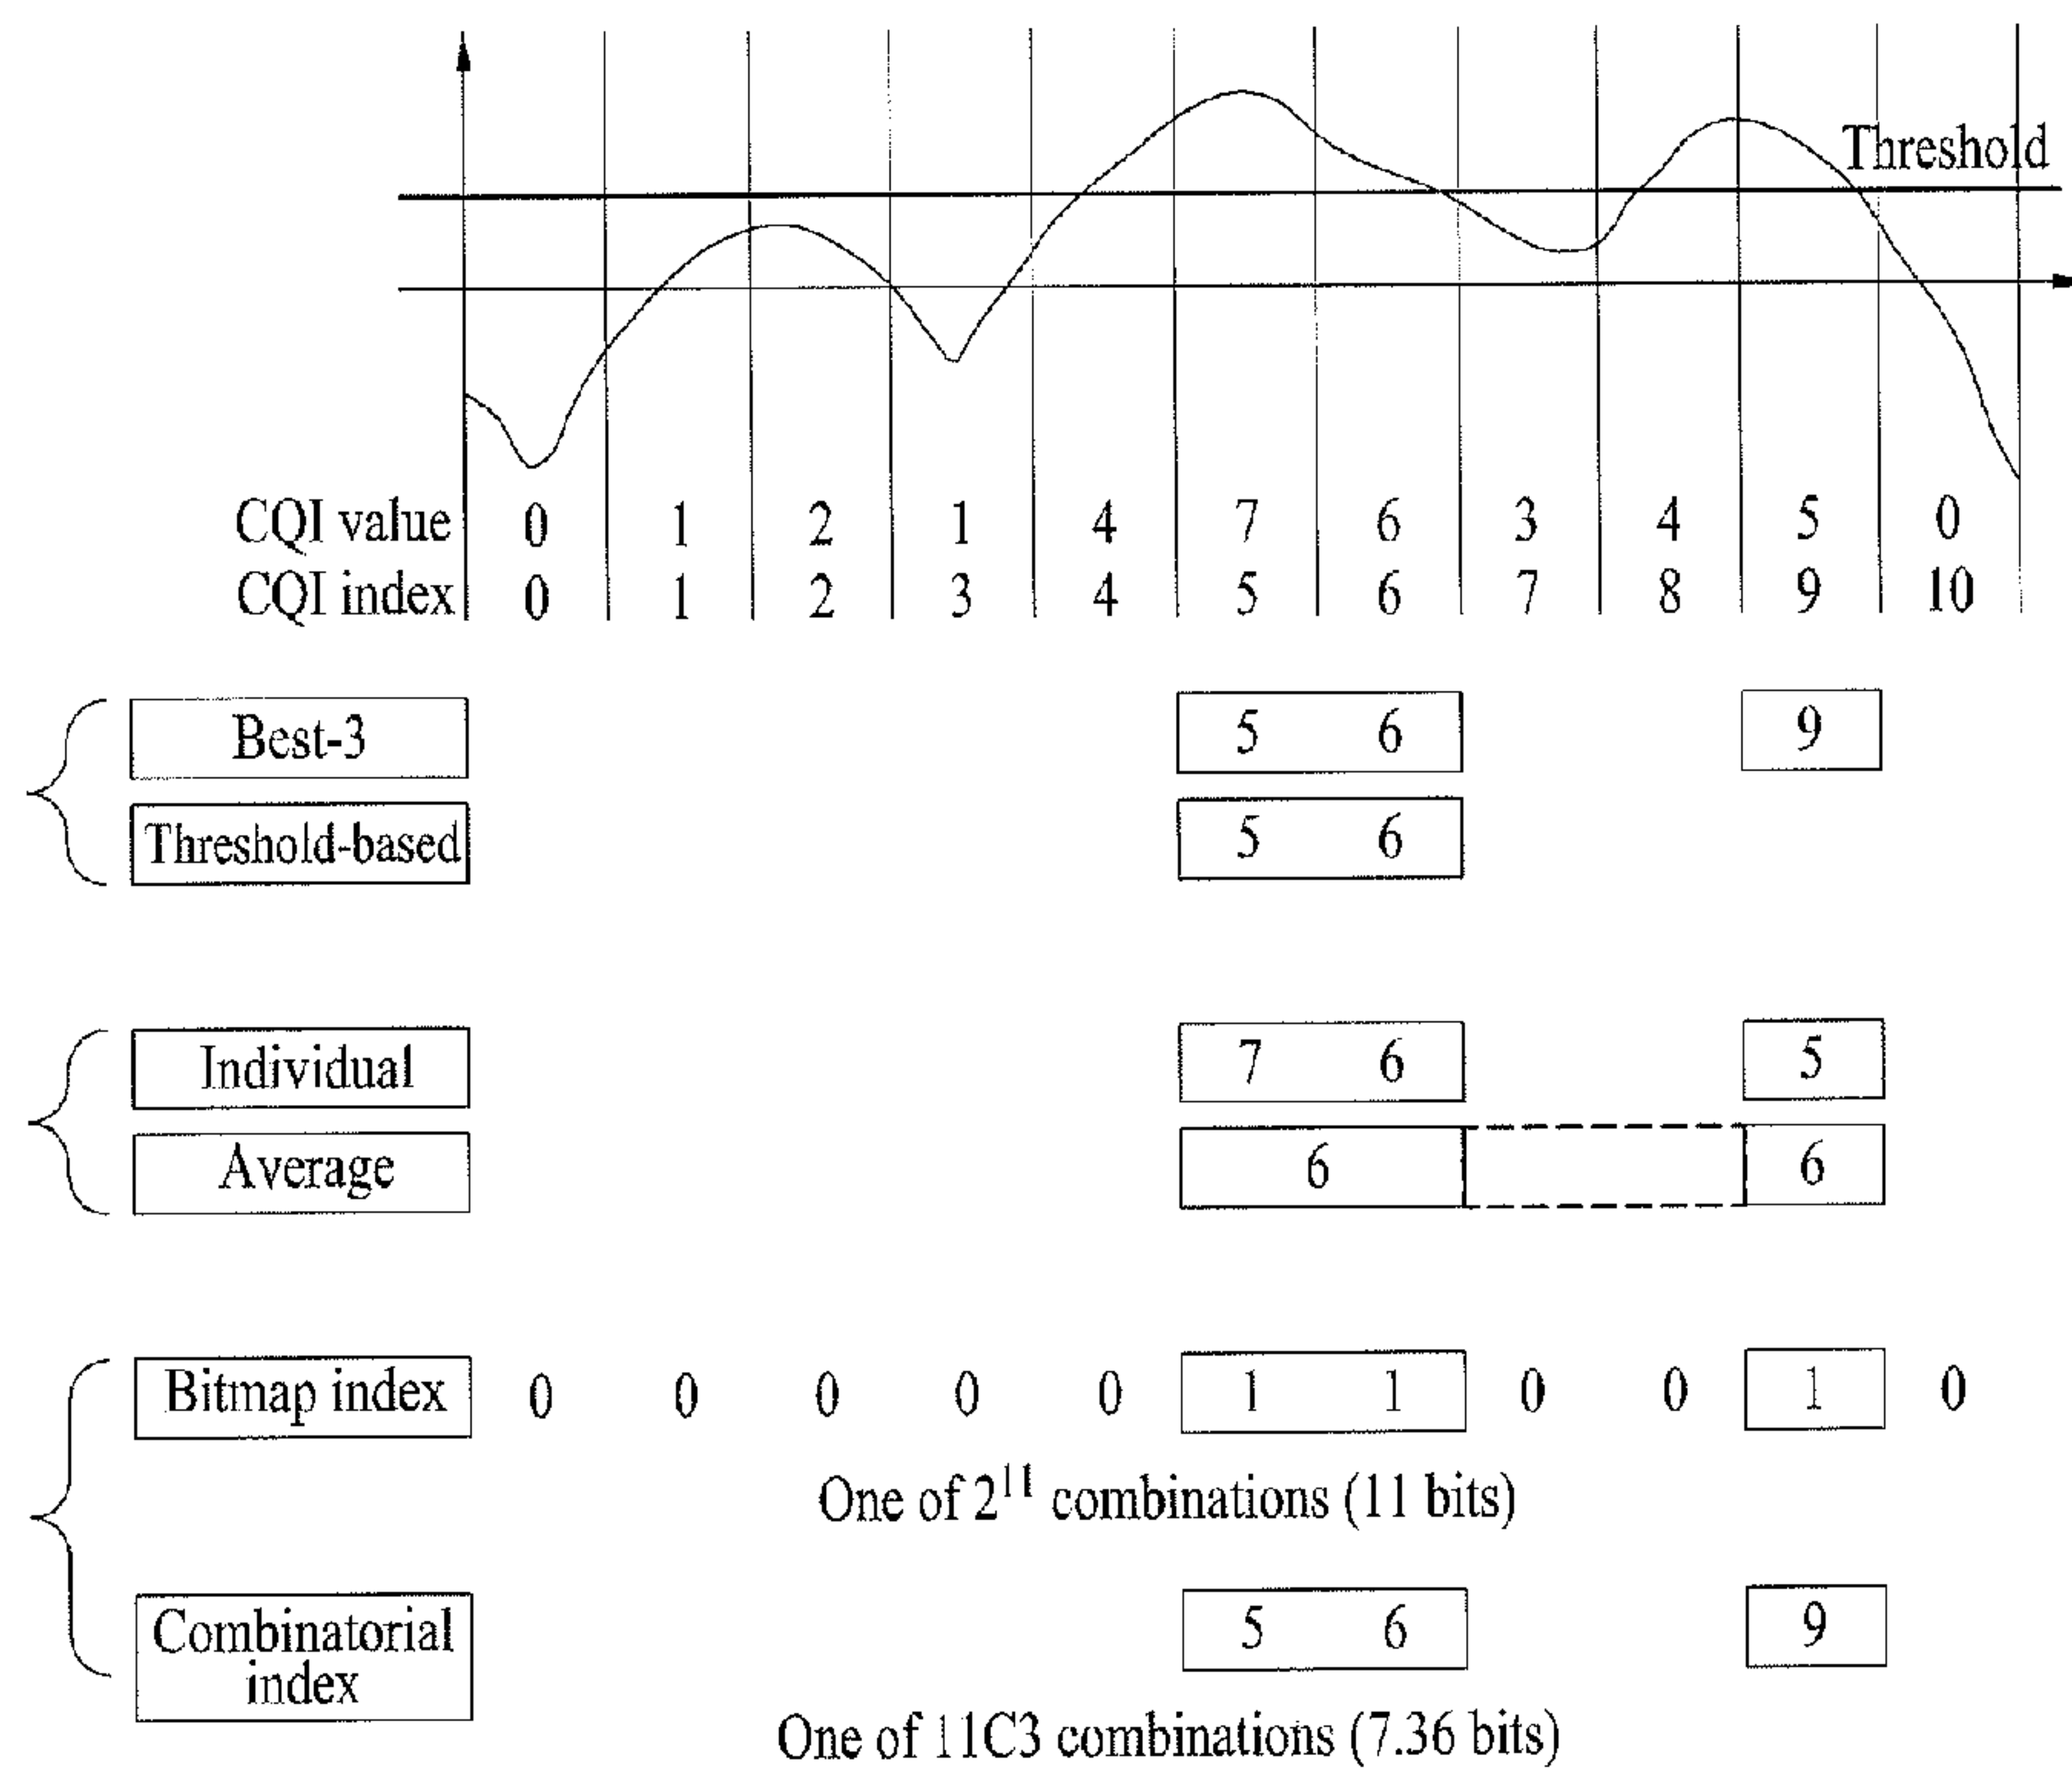 Threshold
CQI value 0 1 2 1 4 7 6 3 4 5 0
CQI index 0 1 2 3 4 5 6 7 8 9 10
Best-3 5 6 9
Threshold-based 5 6
Individual 7 6 5
Average 6 6
Bitmap index 0 0 0 0 0 1 1 0 0 1 0
One of 2¹¹ combinations (11 bits)
Combinatorial 5 6 9
index
One of 11C3 combinations (7.36 bits)